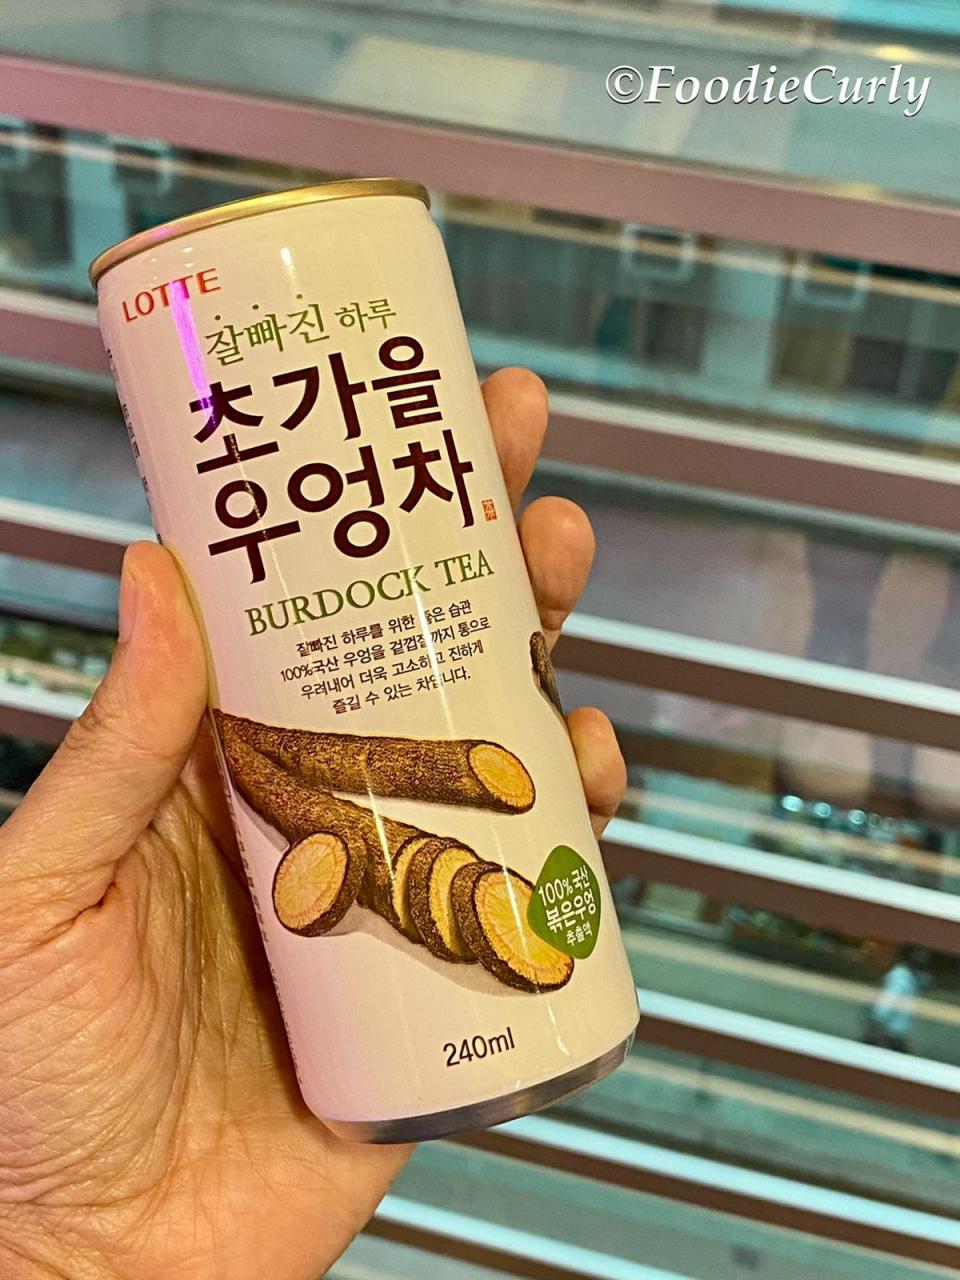 ©FoodieCurly
LOTTE
잘빠진 하루
초가을
우엉차
茶
BURDOCK TEA
잘빠진 하루를 위한 좋은 습관
100%국산 우엉을 겉껍질까지 통으로
우려내어 더욱 고소하고 진하게
즐길 수 있는 차입니다.
100%국산
볶은우엉
추출액
240ml